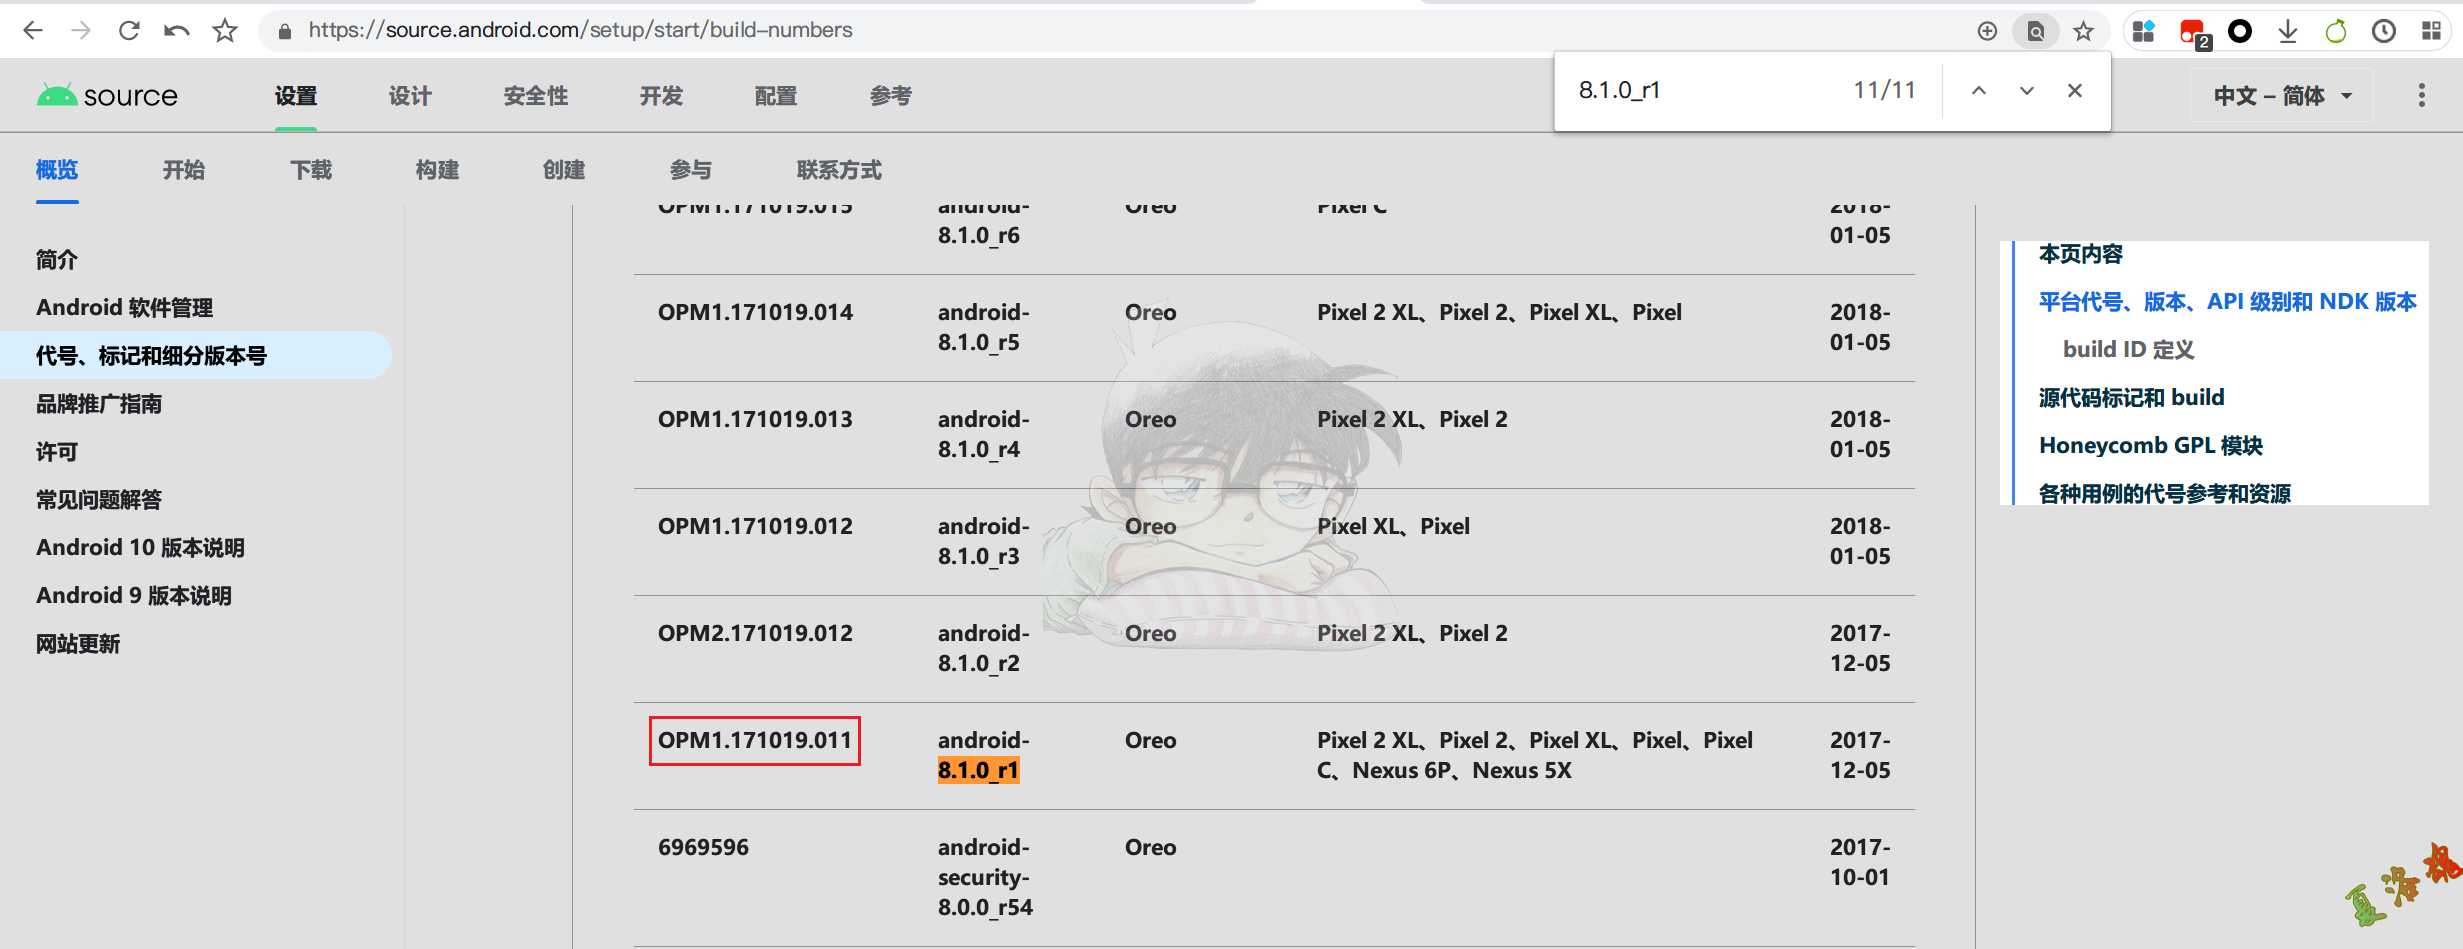 https://source.android.com/setup/start/build-numbers
2
8.1.0_r1
11/11
source
设置
设计
安全性
开发
配置
参考
中文 – 简体
概览
开始
下载
构建
创建
参与
联系方式
简介
Android 软件管理
代号、标记和细分版本号
品牌推广指南
许可
常见问题解答
Android 10 版本说明
Android 9 版本说明
网站更新
OPM1.171019.015
android-
8.1.0_r6
Oreo
Pixel C
2018-
01-05
OPM1.171019.014
android-
8.1.0_r5
Oreo
Pixel 2 XL、Pixel 2、Pixel XL、Pixel
2018-
01-05
OPM1.171019.013
android-
8.1.0_r4
Oreo
Pixel 2 XL、Pixel 2
2018-
01-05
OPM1.171019.012
android-
8.1.0_r3
Oreo
Pixel XL、Pixel
2018-
01-05
OPM2.171019.012
android-
8.1.0_r2
Oreo
Pixel 2 XL、Pixel 2
2017-
12-05
OPM1.171019.011
android-
8.1.0_r1
Oreo
Pixel 2 XL、Pixel 2、Pixel XL、Pixel、Pixel
C、Nexus 6P、Nexus 5X
2017-
12-05
6969596
android-
security-
8.0.0_r54
Oreo
2017-
10-01
本页内容
平台代号、版本、API 级别和 NDK 版本
build ID 定义
源代码标记和 build
Honeycomb GPL 模块
各种用例的代号参考和资源
夏洛魂